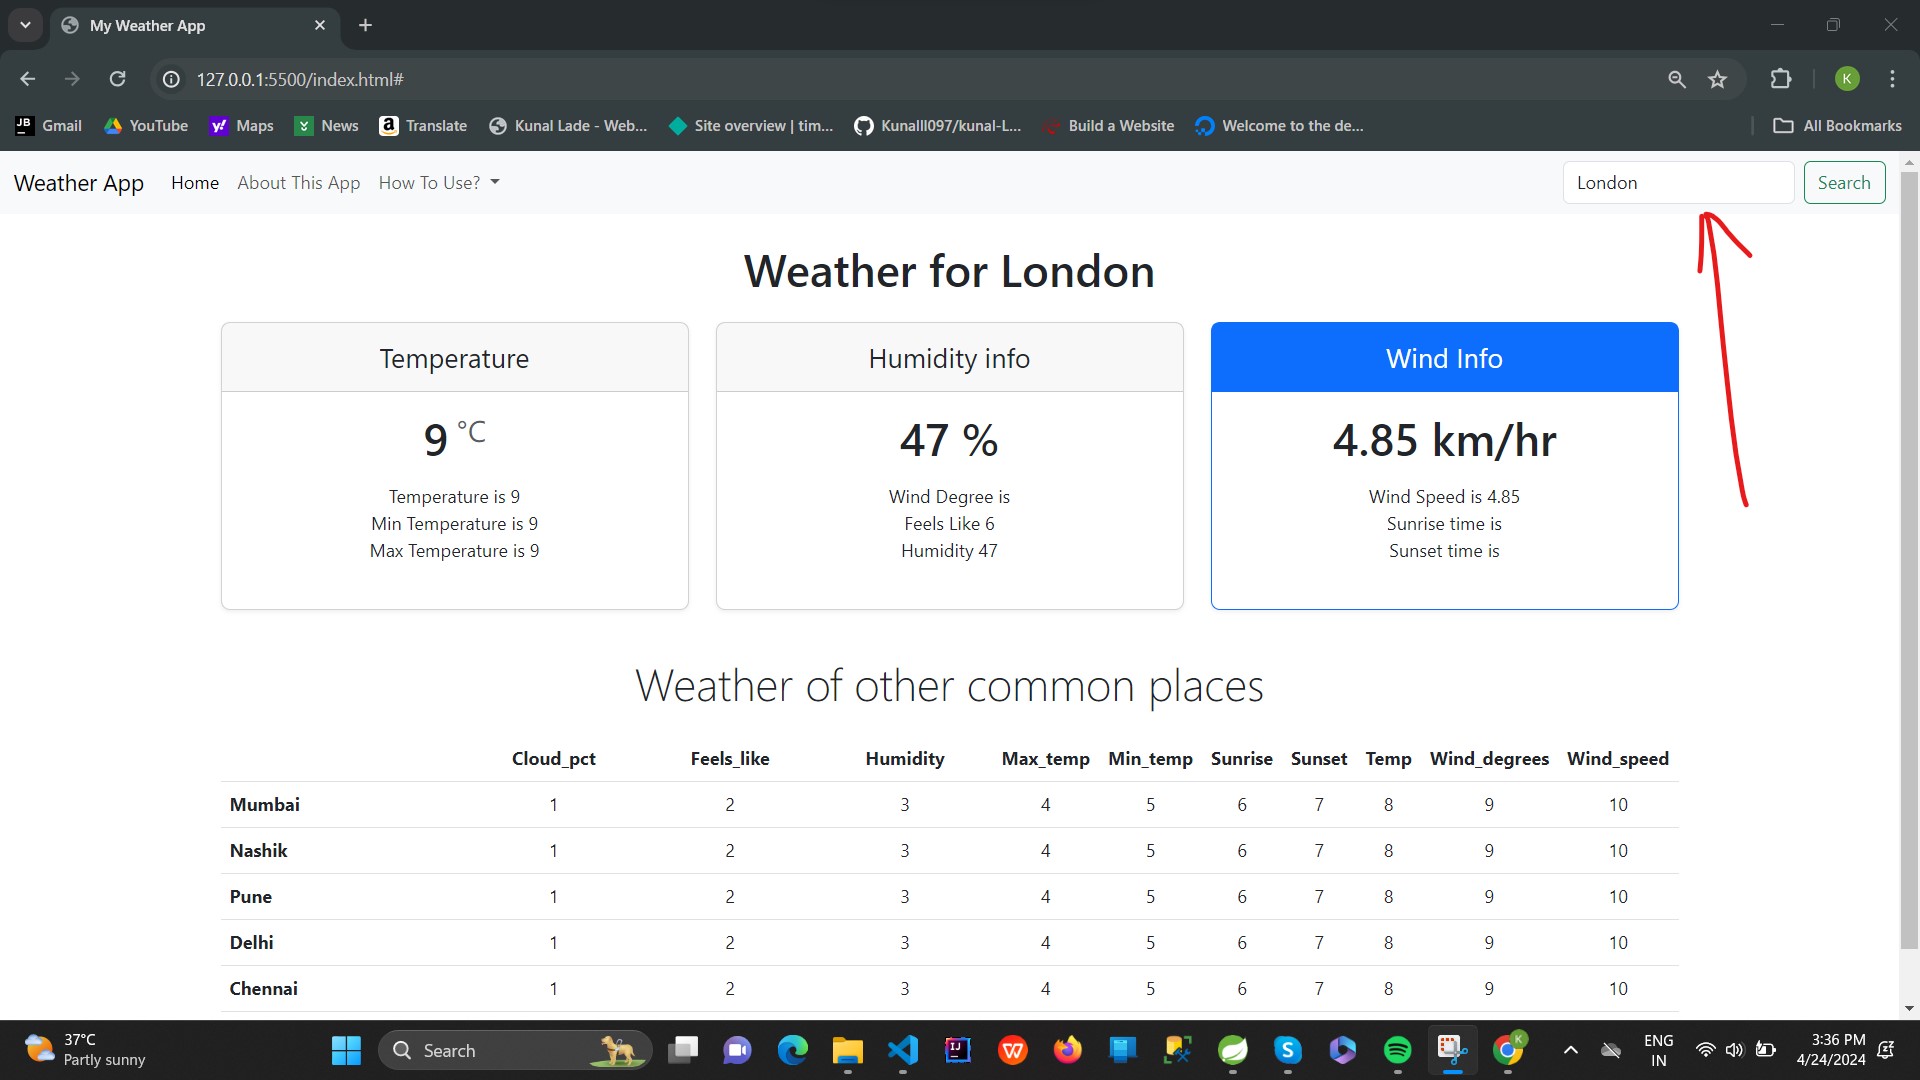 My Weather App
127.0.0.1:5500/index.html#
K
Gmail YouTube Maps News Translate Kunal Lade - Web... Site overview | tim... Kunalll097/kunal-L... Build a Website Welcome to the de... All Bookmarks
Weather App Home About This App How To Use? London Search
Weather for London
Temperature
9 °C
Temperature is 9
Min Temperature is 9
Max Temperature is 9
Humidity info
47 %
Wind Degree is
Feels Like 6
Humidity 47
Wind Info
4.85 km/hr
Wind Speed is 4.85
Sunrise time is
Sunset time is
Weather of other common places
Cloud_pct Feels_like Humidity Max_temp Min_temp Sunrise Sunset Temp Wind_degrees Wind_speed
Mumbai 1 2 3 4 5 6 7 8 9 10
Nashik 1 2 3 4 5 6 7 8 9 10
Pune 1 2 3 4 5 6 7 8 9 10
Delhi 1 2 3 4 5 6 7 8 9 10
Chennai 1 2 3 4 5 6 7 8 9 10
37°C
Partly sunny
Search
ENG
IN
3:36 PM
4/24/2024